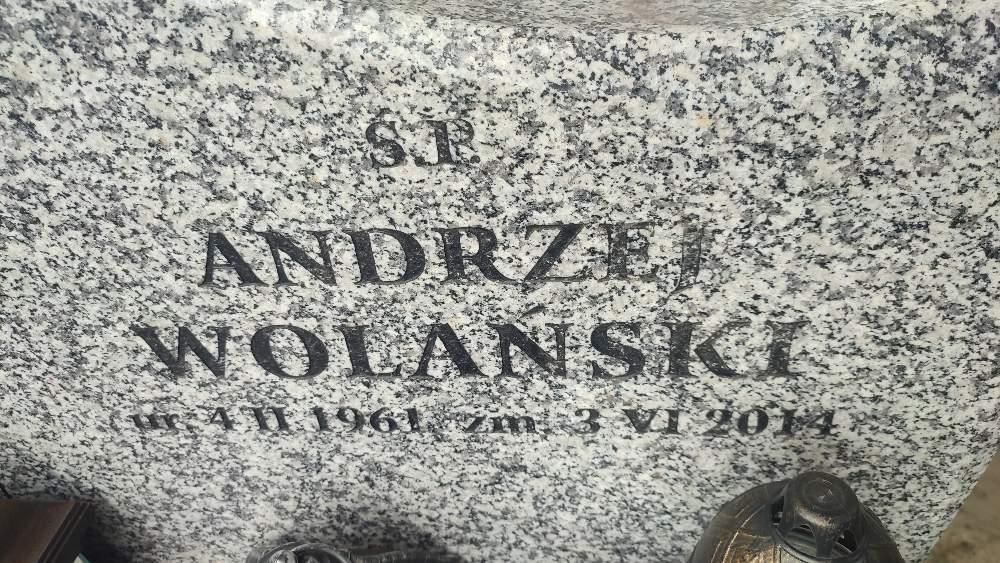 Ś.P.
ANDRZEJ
WOLAŃSKI
ur. 4 II 1961, zm. 3 VI 2014